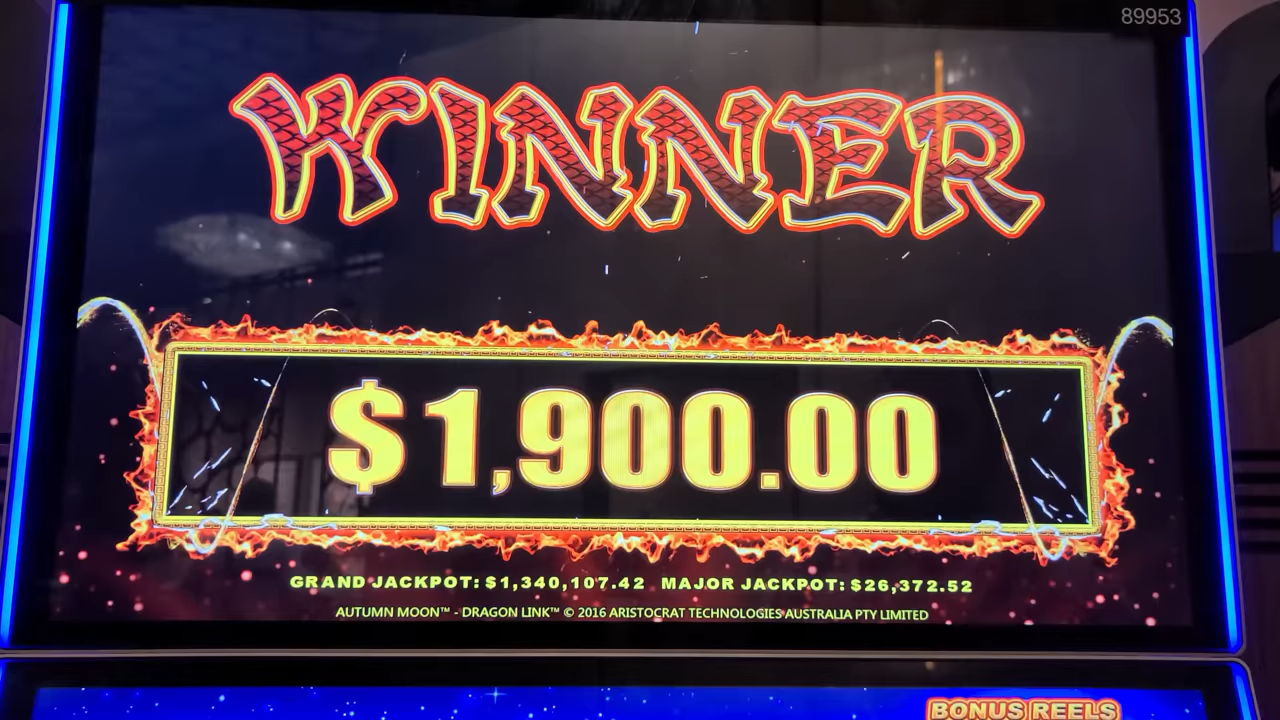 89953
WINNER
$1,900.00
GRAND JACKPOT: $1,340,107.42 MAJOR JACKPOT: $26,372.52
AUTUMN MOON™ - DRAGON LINK™ © 2016 ARISTOCRAT TECHNOLOGIES AUSTRALIA PTY LIMITED
BONUS REELS